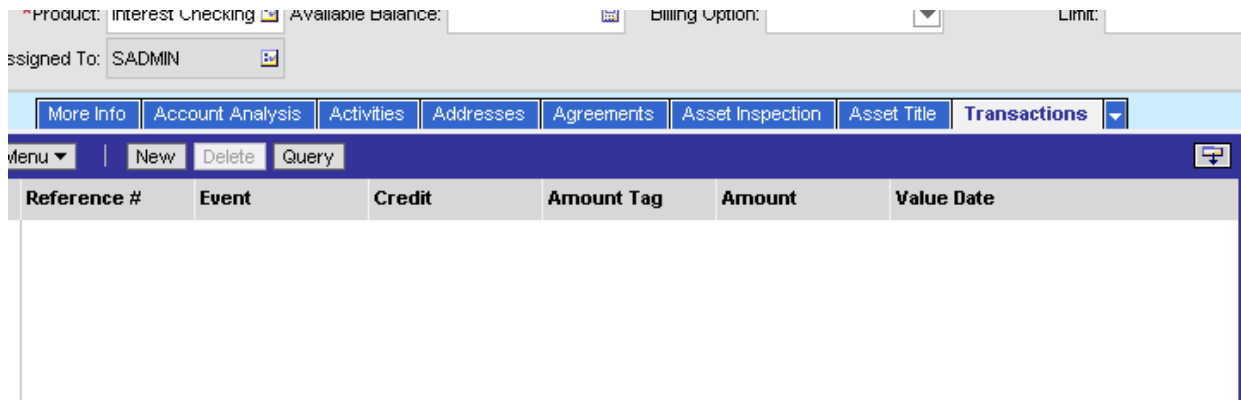 *Product: Interest Checking Available Balance: Billing Option: Limit:
ssigned To: SADMIN
More Info Account Analysis Activities Addresses Agreements Asset Inspection Asset Title Transactions
Menu New Delete Query
Reference # Event Credit Amount Tag Amount Value Date